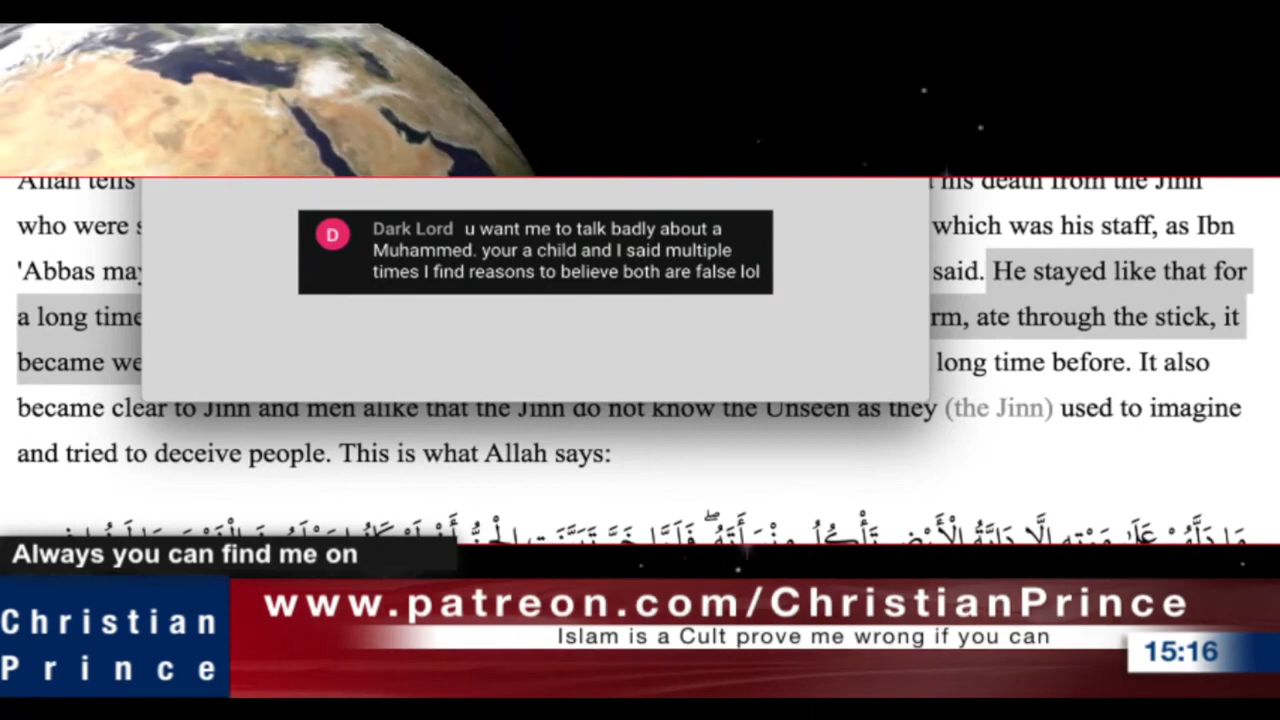 Allah tells his death from the Jinn
who were which was his staff, as Ibn
'Abbas may said. He stayed like that for
a long time ate through the stick, it
became long time before. It also
became clear to Jinn and men alike that the Jinn do not know the Unseen as they (the Jinn) used to imagine
and tried to deceive people. This is what Allah says:
D
Dark Lord u want me to talk badly about a
Muhammed. your a child and I said multiple
times I find reasons to believe both are false lol
Always you can find me on
Christian
Prince
www.patreon.com/ChristianPrince
Islam is a Cult prove me wrong if you can
15:16